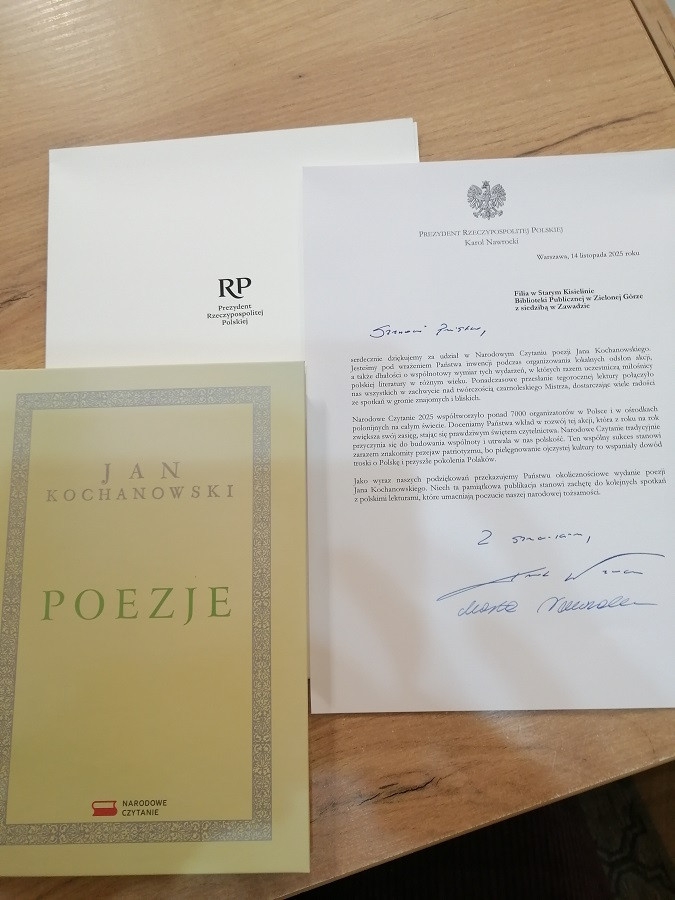 RP
Prezydent
Rzeczypospolitej
Polskiej
PREZYDENT RZECZYPOSPOLITEJ POLSKIEJ
Karol Nawrocki
Warszawa, 14 listopada 2025 roku
Filia w Starym Kisielinie
Biblioteki Publicznej w Zielonej Górze
z siedzibą w Zawadzie
Szanowni Państwo,
serdecznie dziękujemy za udział w Narodowym Czytaniu poezji Jana Kochanowskiego.
Jesteśmy pod wrażeniem Państwa inwencji podczas organizowania lokalnych odsłon akcji,
a także dbałości o wspólnotowy wymiar tych wydarzeń, w których razem uczestniczą miłośnicy
polskiej literatury w różnym wieku. Ponadczasowe przesłanie tegorocznej lektury połączyło
nas wszystkich w zachwycie nad twórczością czarnoleskiego Mistrza, dostarczając wiele radości
ze spotkań w gronie znajomych i bliskich.
Narodowe Czytanie 2025 współtworzyło ponad 7000 organizatorów w Polsce i w ośrodkach
polonijnych na całym świecie. Doceniamy Państwa wkład w rozwój tej akcji, która z roku na rok
zwiększa swój zasięg, stając się prawdziwym świętem czytelnictwa. Narodowe Czytanie tradycyjnie
przyczynia się do budowania wspólnoty i utrwala w nas polskość. Ten wspólny sukces stanowi
zarazem znakomity przejaw patriotyzmu, bo pielęgnowanie ojczystej kultury to wspaniały dowód
troski o Polskę i przyszłe pokolenia Polaków.
Jako wyraz naszych podziękowań przekazujemy Państwu okolicznościowe wydanie poezji
Jana Kochanowskiego. Niech ta pamiątkowa publikacja stanowi zachętę do kolejnych spotkań
z polskimi lekturami, które umacniają poczucie naszej narodowej tożsamości.
Z szacunkiem,
Marta Nawrocka
JAN
KOCHANOWSKI
POEZJE
NARODOWE
CZYTANIE